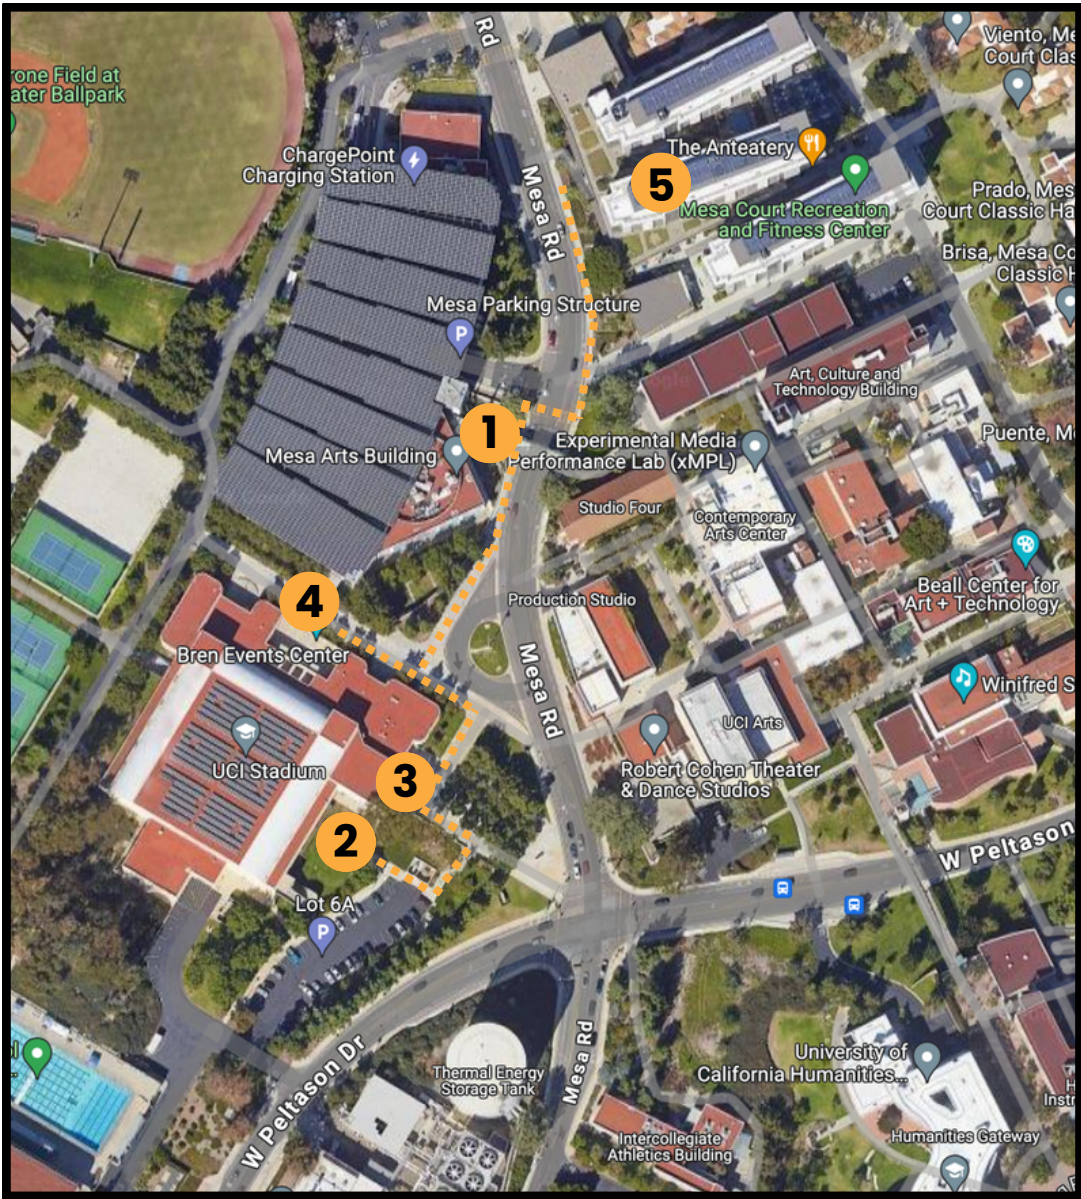 Rd
Viento, Me
Court Clas
rone Field at
ater Ballpark
The Anteatery
ChargePoint
Charging Station
5
Mesa Rd
Prado, Mes
Court Classic Ha
Mesa Court Recreation
and Fitness Center
Brisa, Mesa Co
Classic H
Mesa Parking Structure
P
Art, Culture and
Technology Building
1
Puente, M
Experimental Media
Performance Lab (xMPL)
Mesa Arts Building
Studio Four
Contemporary
Arts Center
Beall Center for
Art + Technology
4
Production Studio
Bren Events Center
Mesa Rd
Winifred S
UCI Arts
UCI Stadium
3
Robert Cohen Theater
& Dance Studios
2
W Peltason
Lot 6A
P
Mesa Rd
W Peltason Dr
University of
California Humanities...
Thermal Energy
Storage Tank
Instr
Intercollegiate
Athletics Building
Humanities Gateway